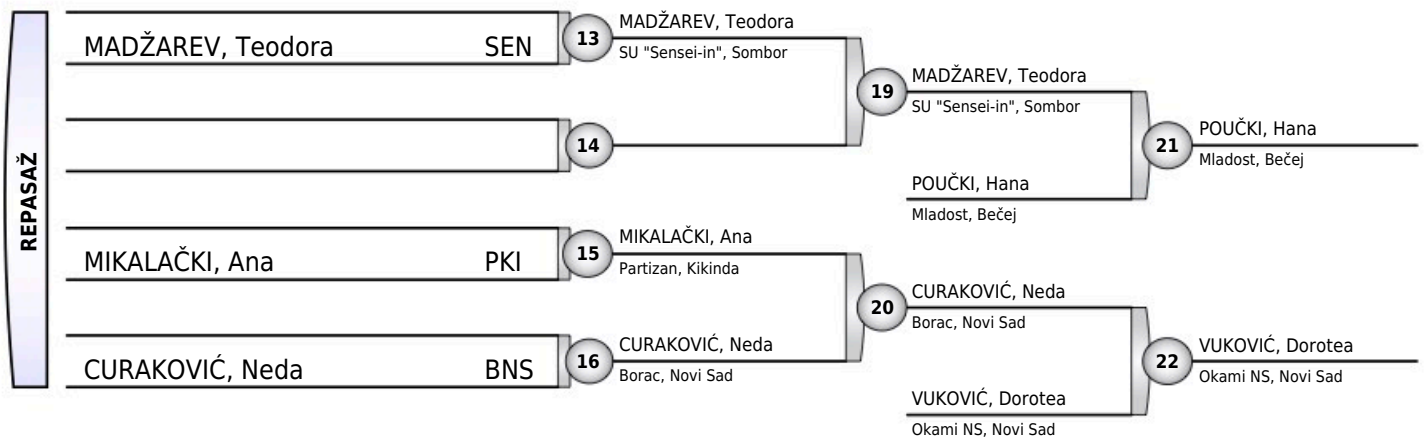 REPASAŽ
MADŽAREV, Teodora SEN
13
MADŽAREV, Teodora
SU "Sensei-in", Sombor
14
19
MADŽAREV, Teodora
SU "Sensei-in", Sombor
POUČKI, Hana
Mladost, Bečej
21
POUČKI, Hana
Mladost, Bečej
MIKALAČKI, Ana PKI
15
MIKALAČKI, Ana
Partizan, Kikinda
CURAKOVIĆ, Neda BNS
16
CURAKOVIĆ, Neda
Borac, Novi Sad
20
CURAKOVIĆ, Neda
Borac, Novi Sad
VUKOVIĆ, Dorotea
Okami NS, Novi Sad
22
VUKOVIĆ, Dorotea
Okami NS, Novi Sad